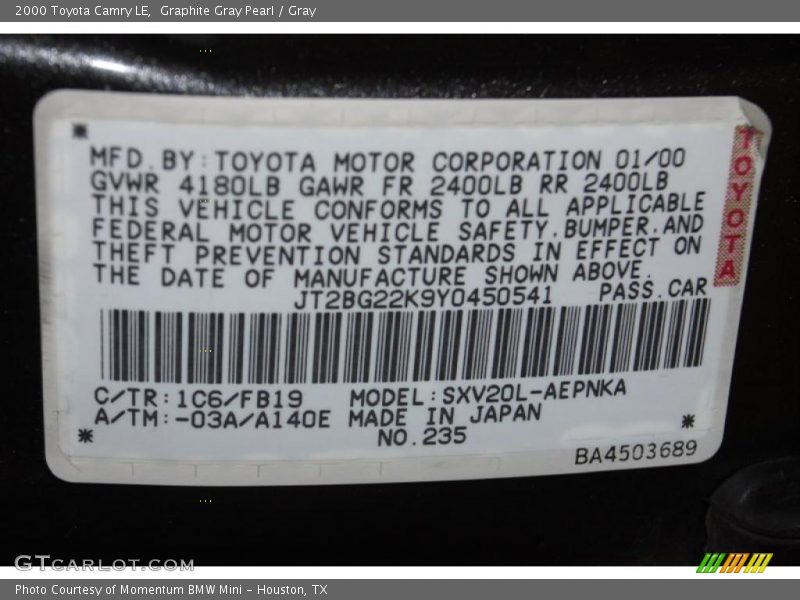 2000 Toyota Camry LE, Graphite Gray Pearl / Gray
MFD. BY: TOYOTA MOTOR CORPORATION 01/00
GVWR 4180LB GAWR FR 2400LB RR 2400LB
THIS VEHICLE CONFORMS TO ALL APPLICABLE
FEDERAL MOTOR VEHICLE SAFETY, BUMPER, AND
THEFT PREVENTION STANDARDS IN EFFECT ON
THE DATE OF MANUFACTURE SHOWN ABOVE.
JT2BG22K9Y0450541 PASS. CAR
TOYOTA
C/TR: 1C6/FB19 MODEL: SXV20L-AEPNKA
A/TM: -03A/A140E MADE IN JAPAN
NO. 235
BA4503689
GTCARLOT.COM
Photo Courtesy of Momentum BMW Mini - Houston, TX